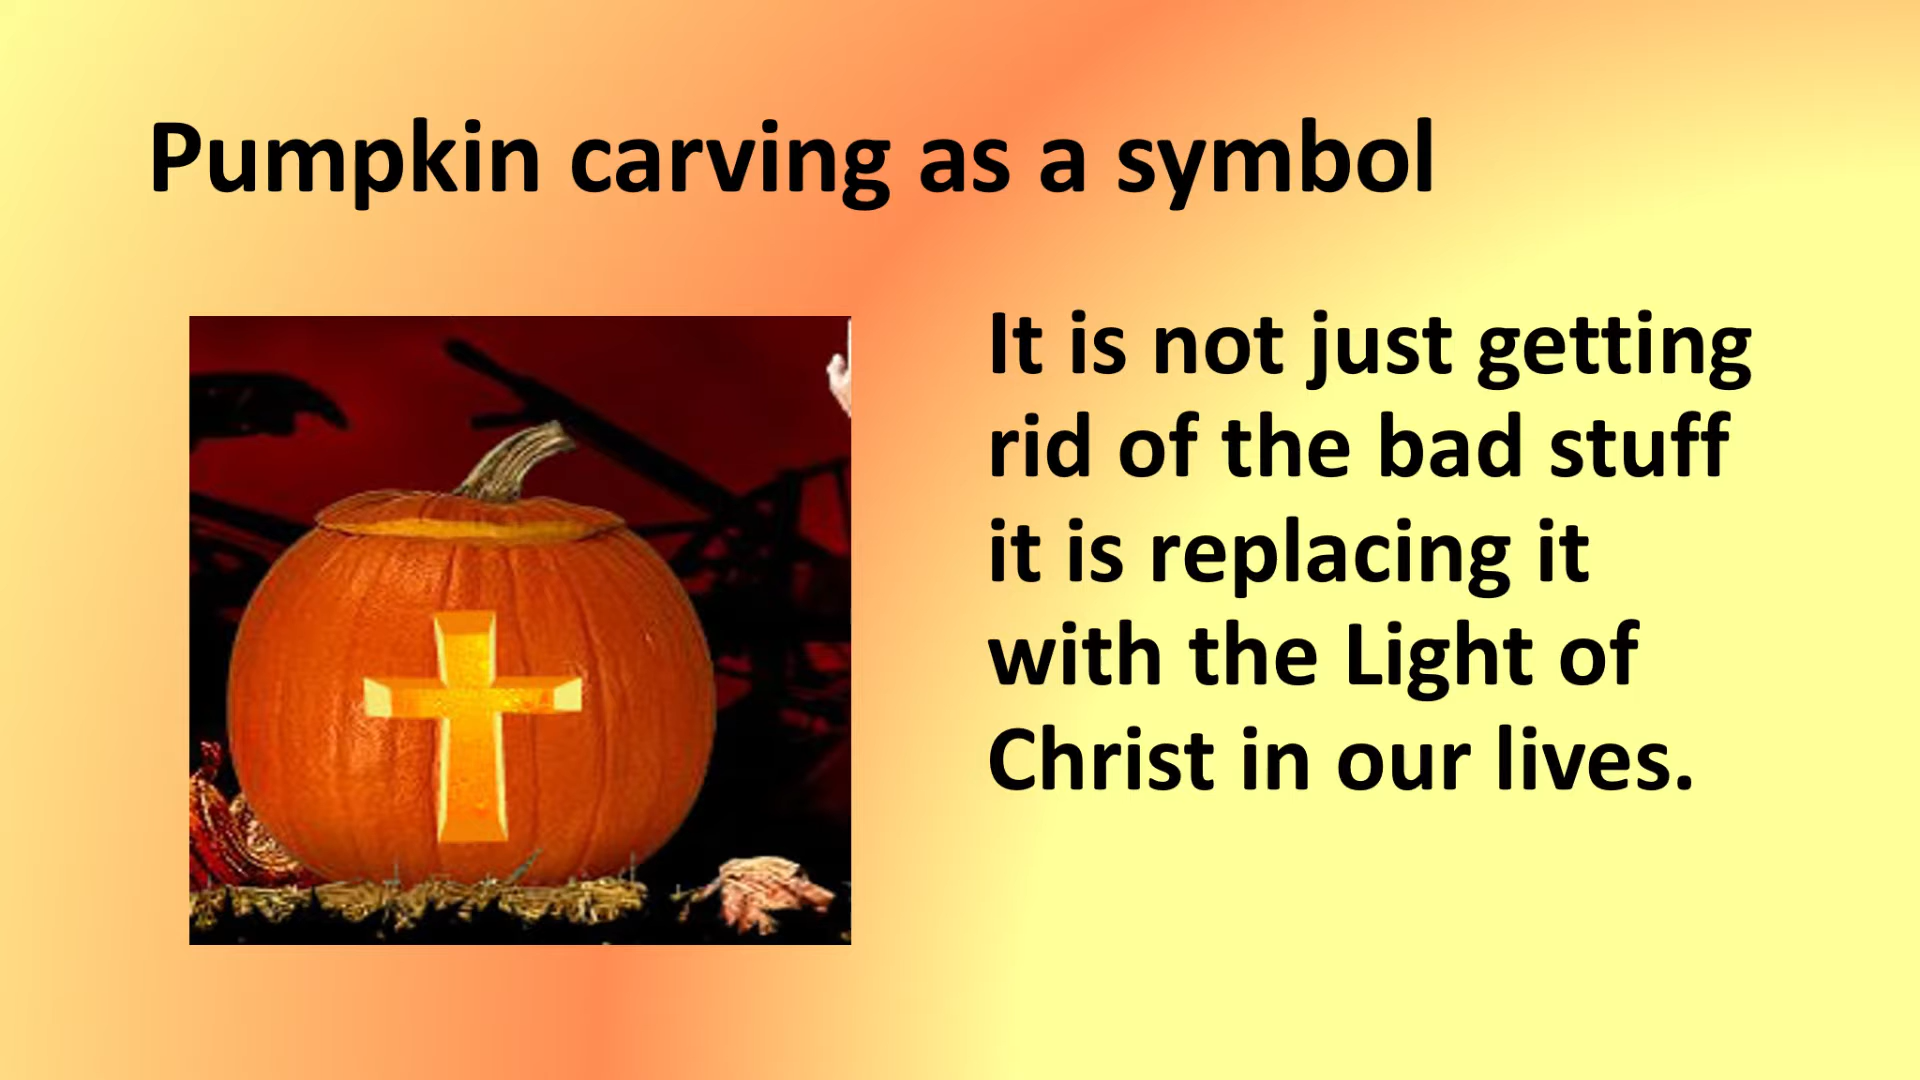 Pumpkin carving as a symbol
It is not just getting
rid of the bad stuff
it is replacing it
with the Light of
Christ in our lives.